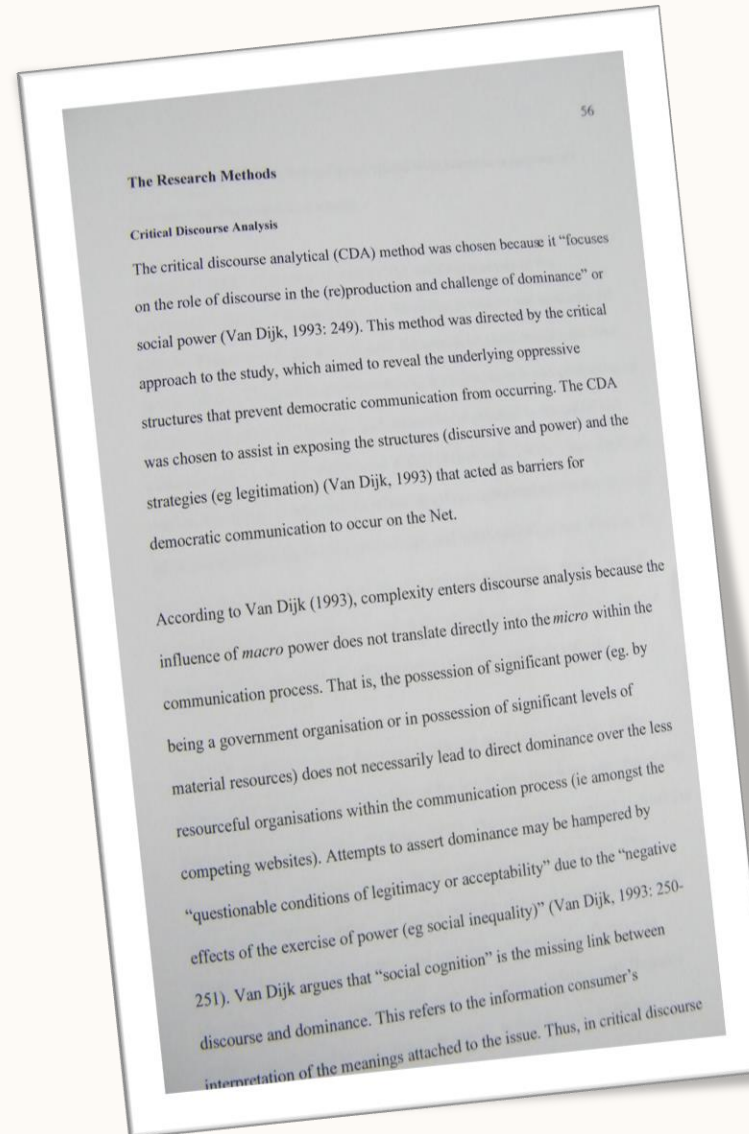 56
The Research Methods
Critical Discourse Analysis
The critical discourse analytical (CDA) method was chosen because it “focuses
on the role of discourse in the (re)production and challenge of dominance” or
social power (Van Dijk, 1993: 249). This method was directed by the critical
approach to the study, which aimed to reveal the underlying oppressive
structures that prevent democratic communication from occurring. The CDA
was chosen to assist in exposing the structures (discursive and power) and the
strategies (eg legitimation) (Van Dijk, 1993) that acted as barriers for
democratic communication to occur on the Net.
According to Van Dijk (1993), complexity enters discourse analysis because the
influence of macro power does not translate directly into the micro within the
communication process. That is, the possession of significant power (eg. by
being a government organisation or in possession of significant levels of
material resources) does not necessarily lead to direct dominance over the less
resourceful organisations within the communication process (ie amongst the
competing websites). Attempts to assert dominance may be hampered by
“questionable conditions of legitimacy or acceptability” due to the “negative
effects of the exercise of power (eg social inequality)” (Van Dijk, 1993: 250-
251). Van Dijk argues that “social cognition” is the missing link between
discourse and dominance. This refers to the information consumer’s
interpretation of the meanings attached to the issue. Thus, in critical discourse